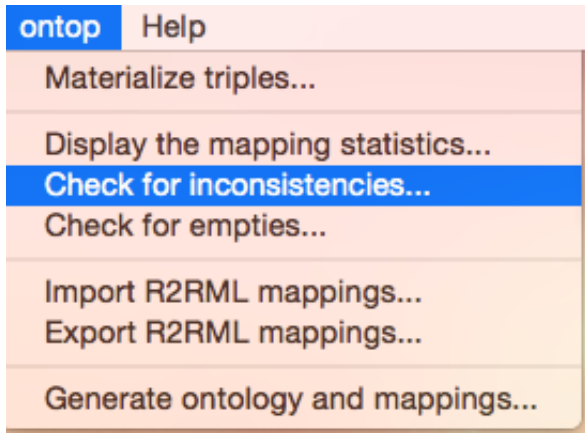 ontop Help
Materialize triples...
Display the mapping statistics...
Check for inconsistencies...
Check for empties...
Import R2RML mappings...
Export R2RML mappings...
Generate ontology and mappings...